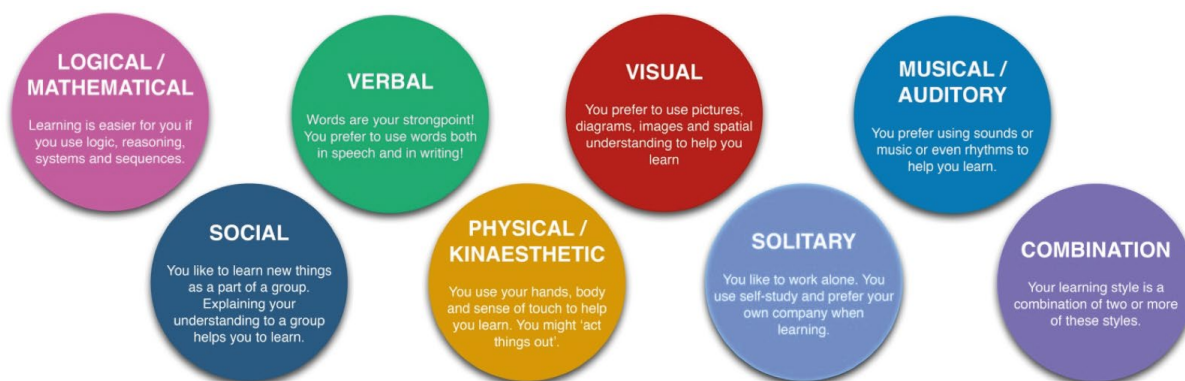 LOGICAL /
MATHEMATICAL
Learning is easier for you if
you use logic, reasoning,
systems and sequences.
VERBAL
Words are your strongpoint!
You prefer to use words both
in speech and in writing!
VISUAL
You prefer to use pictures,
diagrams, images and spatial
understanding to help you
learn
MUSICAL /
AUDITORY
You prefer using sounds or
music or even rhythms to
help you learn.
SOCIAL
You like to learn new things
as a part of a group.
Explaining your
understanding to a group
helps you to learn.
PHYSICAL /
KINAESTHETIC
You use your hands, body
and sense of touch to help
you learn. You might ‘act
things out’.
SOLITARY
You like to work alone. You
use self-study and prefer your
own company when
learning.
COMBINATION
Your learning style is a
combination of two or more
of these styles.